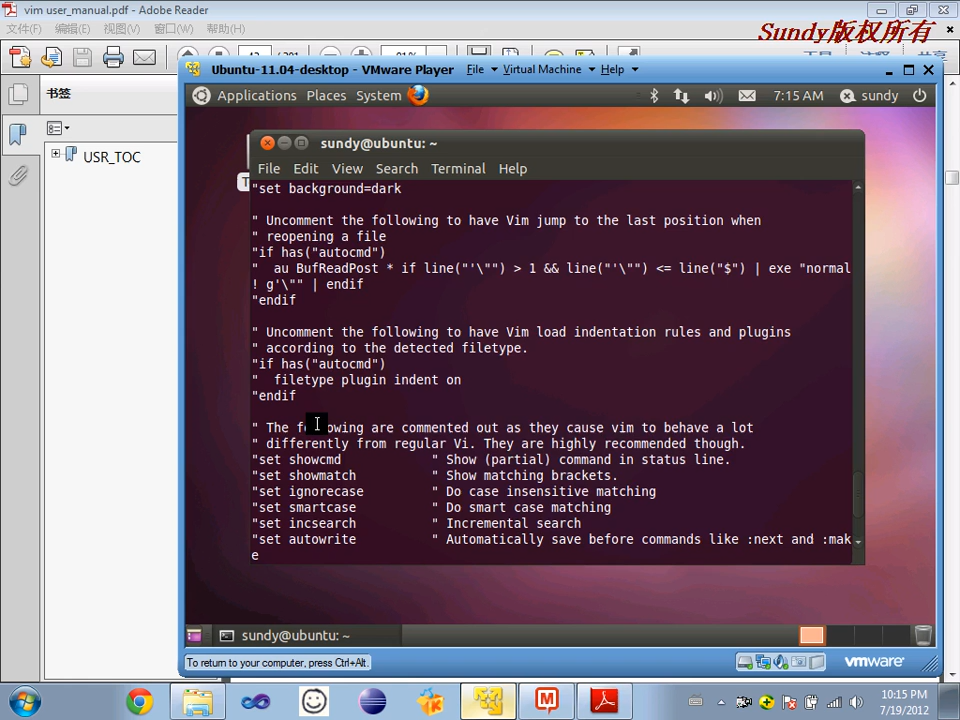 vim user_manual.pdf - Adobe Reader
文件(F) 编辑(E) 视图(V) 窗口(W) 帮助(H)
Sundy版权所有
书签
USR_TOC
Ubuntu-11.04-desktop - VMware Player File Virtual Machine Help
Applications Places System 7:15 AM sundy
sundy@ubuntu: ~
File Edit View Search Terminal Help
"set background=dark
" Uncomment the following to have Vim jump to the last position when
" reopening a file
"if has("autocmd")
"  au BufReadPost * if line("'\"") > 1 && line("'\"") <= line("$") | exe "normal
! g'\"" | endif
"endif
" Uncomment the following to have Vim load indentation rules and plugins
" according to the detected filetype.
"if has("autocmd")
"  filetype plugin indent on
"endif
" The following are commented out as they cause vim to behave a lot
" differently from regular Vi. They are highly recommended though.
"set showcmd " Show (partial) command in status line.
"set showmatch " Show matching brackets.
"set ignorecase " Do case insensitive matching
"set smartcase " Do smart case matching
"set incsearch " Incremental search
"set autowrite " Automatically save before commands like :next and :mak
e
sundy@ubuntu: ~
To return to your computer, press Ctrl+Alt.
vmware
10:15 PM
7/19/2012